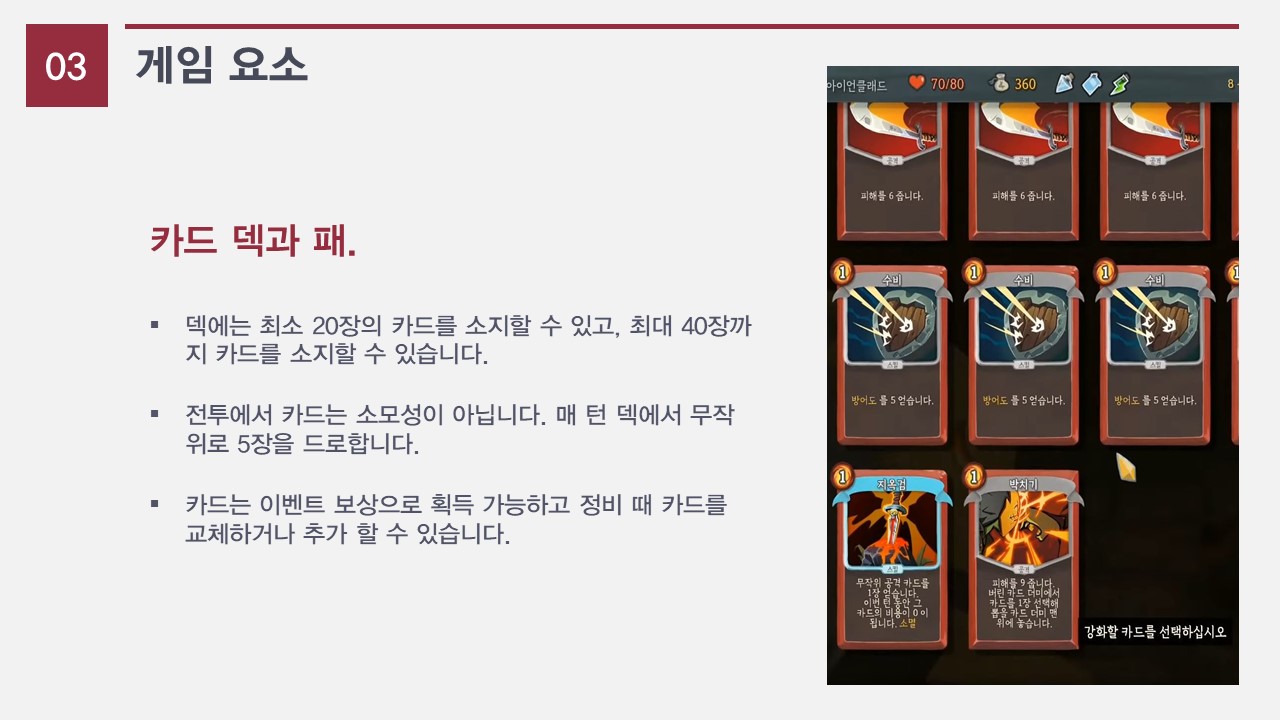 03 게임 요소
카드 덱과 패.
▪ 덱에는 최소 20장의 카드를 소지할 수 있고, 최대 40장까
지 카드를 소지할 수 있습니다.
▪ 전투에서 카드는 소모성이 아닙니다. 매 턴 덱에서 무작
위로 5장을 드로합니다.
▪ 카드는 이벤트 보상으로 획득 가능하고 정비 때 카드를
교체하거나 추가 할 수 있습니다.
아이언클래드 70/80 360 8
공격 공격 공격
피해를 6 줍니다. 피해를 6 줍니다. 피해를 6 줍니다.
1 1 1 1
수비 수비 수비
스킬 스킬 스킬
방어도 를 5 얻습니다. 방어도 를 5 얻습니다. 방어도 를 5 얻습니다.
1 1
지옥검 박치기
스킬 공격
무작위 공격 카드를
1장 얻습니다.
이번 턴 동안 그
카드의 비용이 0 이
됩니다. 소멸
피해를 9 줍니다.
버린 카드 더미에서
카드를 1장 선택해
뽑을 카드 더미 맨
위에 놓습니다.
강화할 카드를 선택하십시오